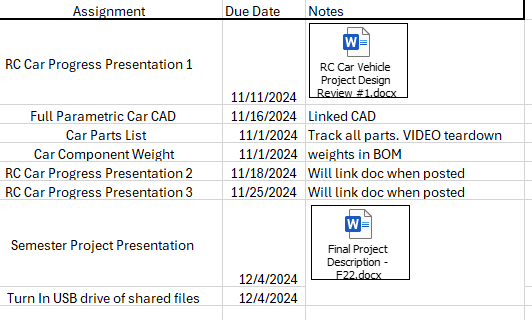 Assignment Due Date Notes
RC Car Progress Presentation 1 11/11/2024
RC Car Vehicle
Project Design
Review #1.docx
Full Parametric Car CAD 11/16/2024 Linked CAD
Car Parts List 11/1/2024 Track all parts. VIDEO teardown
Car Component Weight 11/1/2024 weights in BOM
RC Car Progress Presentation 2 11/18/2024 Will link doc when posted
RC Car Progress Presentation 3 11/25/2024 Will link doc when posted
Semester Project Presentation 12/4/2024
Final Project
Description -
F22.docx
Turn In USB drive of shared files 12/4/2024